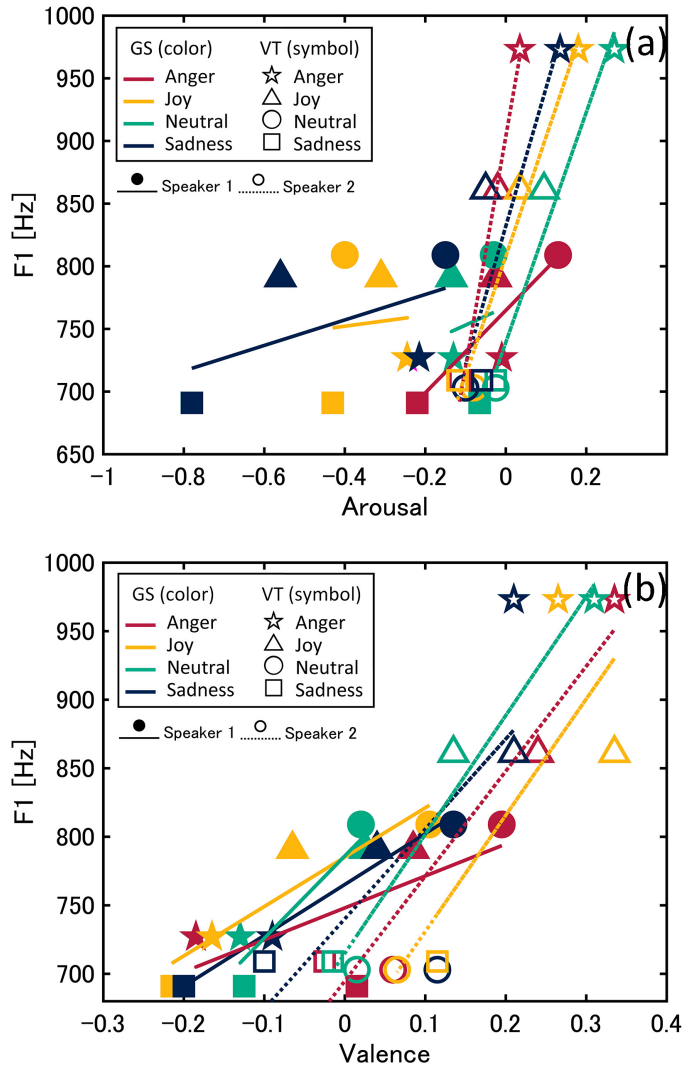 1000
(a)
GS (color) VT (symbol)
Anger Anger
950
Joy Joy
Neutral Neutral
900
Sadness Sadness
Speaker 1 Speaker 2
850
F1 [Hz]
800
750
700
650
−1 −0.8 −0.6 −0.4 −0.2 0 0.2
Arousal
1000
(b)
GS (color) VT (symbol)
Anger Anger
950
Joy Joy
Neutral Neutral
900
Sadness Sadness
Speaker 1 Speaker 2
850
F1 [Hz]
800
750
700
−0.3 −0.2 −0.1 0 0.1 0.2 0.3 0.4
Valence